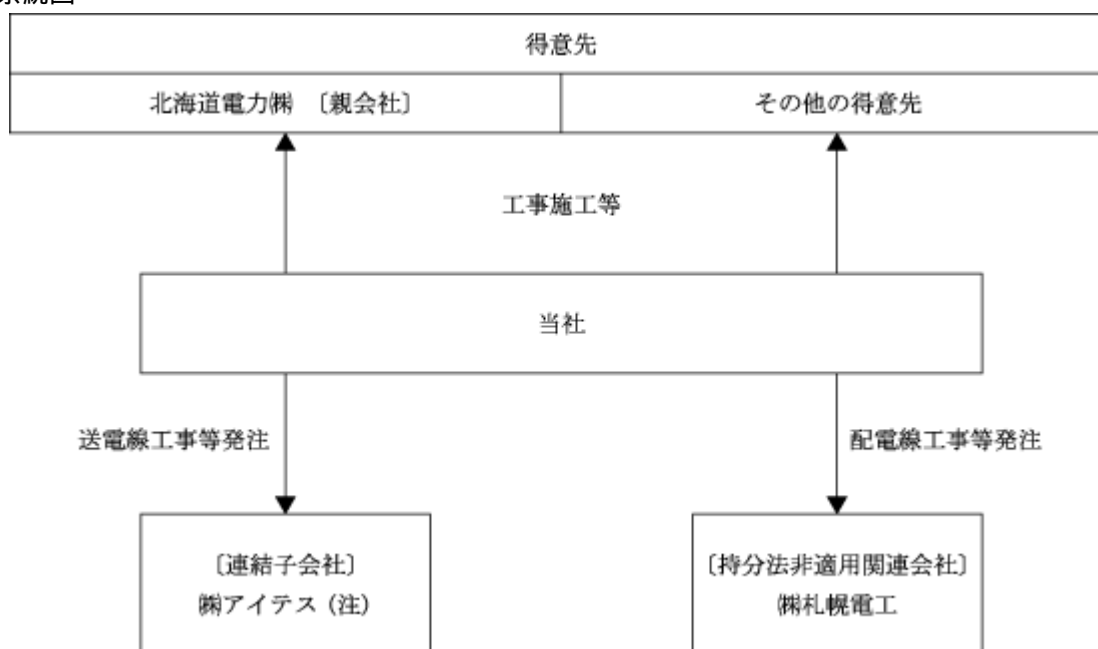 系統図
得意先
北海道電力㈱ 〔親会社〕
その他の得意先
工事施工等
当社
送電線工事等発注
配電線工事等発注
〔連結子会社〕
㈱アイテス(注)
〔持分法非適用関連会社〕
㈱札幌電工